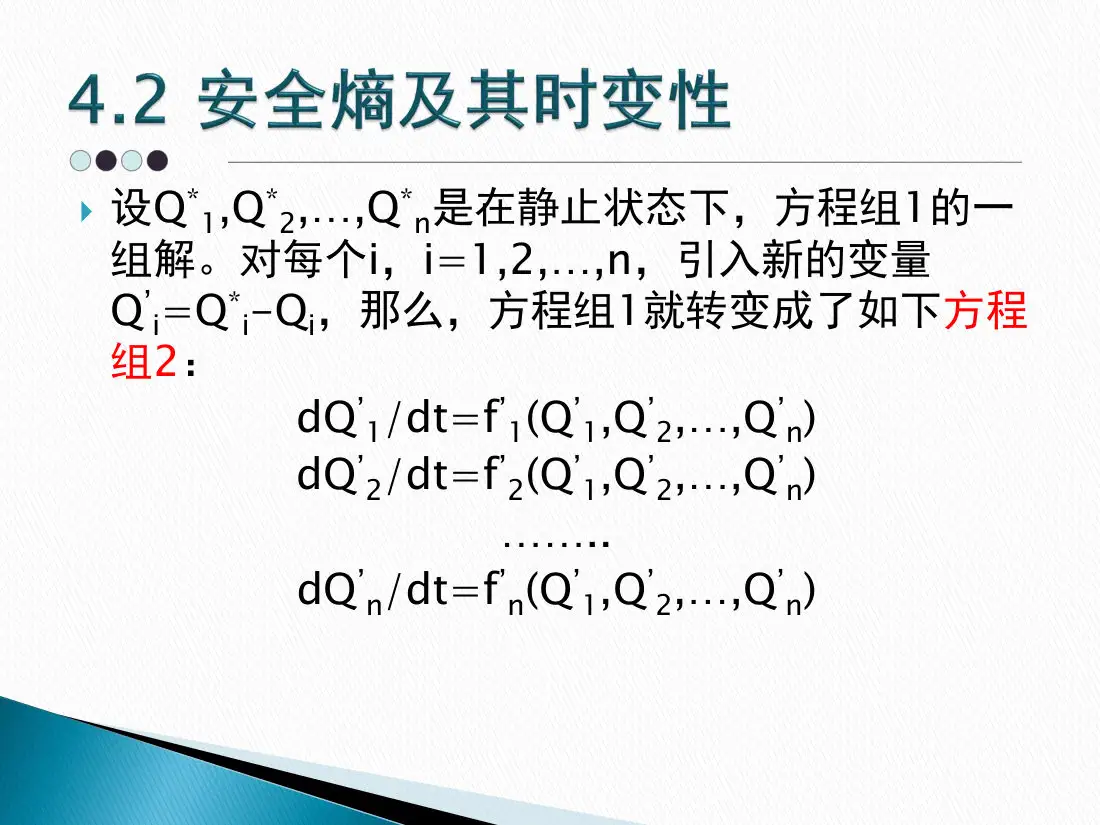 4.2 安全熵及其时变性
设Q*1,Q*2,…,Q*n是在静止状态下，方程组1的一
组解。对每个i，i=1,2,…,n，引入新的变量
Q’i=Q*i-Qi，那么，方程组1就转变成了如下方程
组2：
dQ’1/dt=f’1(Q’1,Q’2,…,Q’n)
dQ’2/dt=f’2(Q’1,Q’2,…,Q’n)
……..
dQ’n/dt=f’n(Q’1,Q’2,…,Q’n)